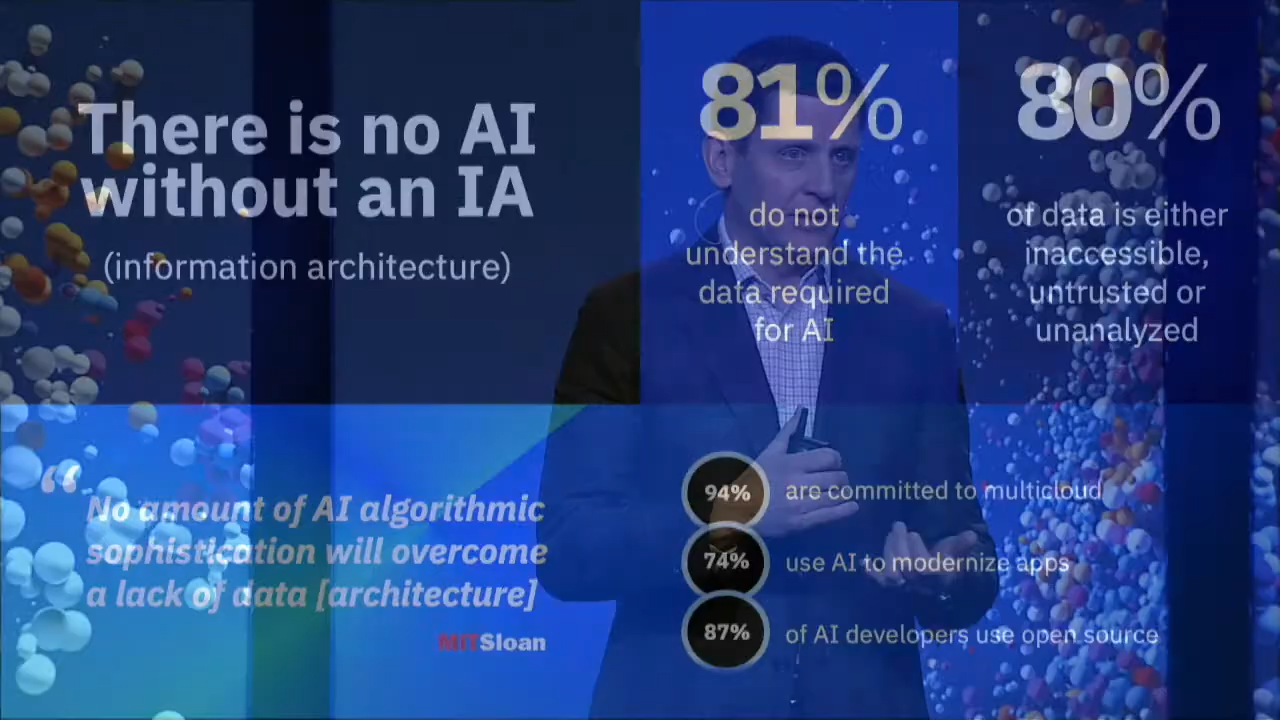 There is no AI
without an IA
(information architecture)
81%
do not
understand the
data required
for AI
80%
of data is either
inaccessible,
untrusted or
unanalyzed
“
No amount of AI algorithmic
sophistication will overcome
a lack of data [architecture]
MITSloan
94% are committed to multicloud
74% use AI to modernize apps
87% of AI developers use open source